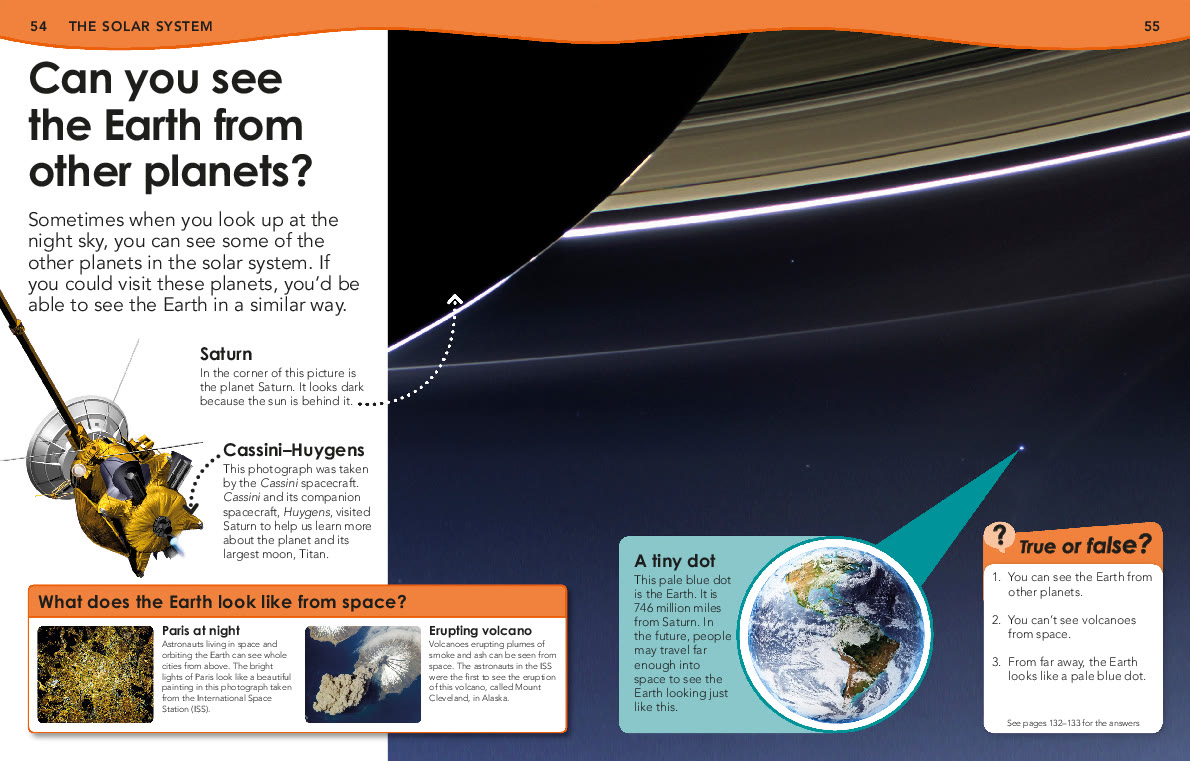 54 THE SOLAR SYSTEM
55
Can you see
the Earth from
other planets?
Sometimes when you look up at the
night sky, you can see some of the
other planets in the solar system. If
you could visit these planets, you'd be
able to see the Earth in a similar way.
Saturn
In the corner of this picture is
the planet Saturn. It looks dark
because the sun is behind it.
Cassini–Huygens
This photograph was taken
by the Cassini spacecraft.
Cassini and its companion
spacecraft, Huygens, visited
Saturn to help us learn more
about the planet and its
largest moon, Titan.
What does the Earth look like from space?
Paris at night
Astronauts living in space and
orbiting the Earth can see whole
cities from above. The bright
lights of Paris look like a beautiful
painting in this photograph taken
from the International Space
Station (ISS).
Erupting volcano
Volcanoes erupting plumes of
smoke and ash can be seen from
space. The astronauts in the ISS
were the first to see the eruption
of this volcano, called Mount
Cleveland, in Alaska.
A tiny dot
This pale blue dot
is the Earth. It is
746 million miles
from Saturn. In
the future, people
may travel far
enough into
space to see the
Earth looking just
like this.
? True or false?
1. You can see the Earth from
other planets.
2. You can't see volcanoes
from space.
3. From far away, the Earth
looks like a pale blue dot.
See pages 132–133 for the answers